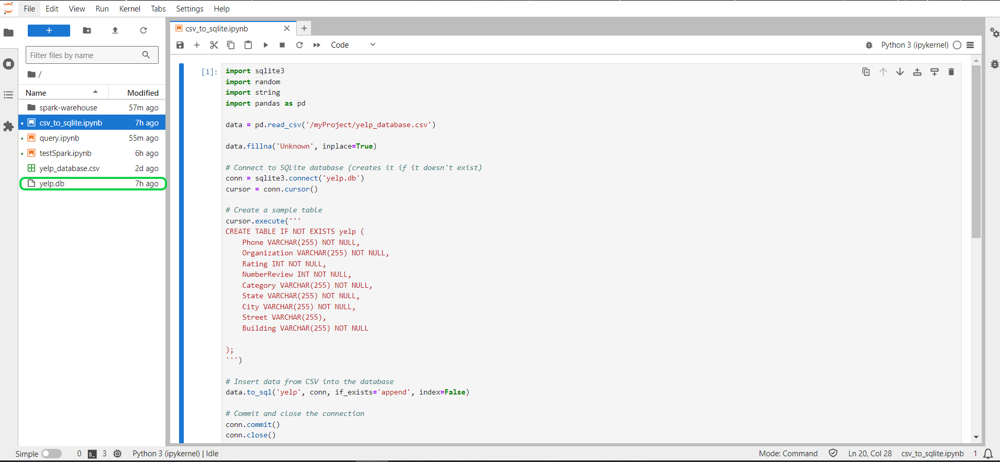 File Edit View Run Kernel Tabs Settings Help
Filter files by name
/
Name Modified
spark-warehouse 57m ago
csv_to_sqlite.ipynb 7h ago
query.ipynb 55m ago
testSpark.ipynb 6h ago
yelp_database.csv 2d ago
yelp.db 7h ago
csv_to_sqlite.ipynb
Code
Python 3 (ipykernel)
[1]:
import sqlite3
import random
import string
import pandas as pd
data = pd.read_csv('/myProject/yelp_database.csv')
data.fillna('Unknown', inplace=True)
# Connect to SQLite database (creates it if it doesn't exist)
conn = sqlite3.connect('yelp.db')
cursor = conn.cursor()
# Create a sample table
cursor.execute('''
CREATE TABLE IF NOT EXISTS yelp (
    Phone VARCHAR(255) NOT NULL,
    Organization VARCHAR(255) NOT NULL,
    Rating INT NOT NULL,
    NumberReview INT NOT NULL,
    Category VARCHAR(255) NOT NULL,
    State VARCHAR(255) NOT NULL,
    City VARCHAR(255) NOT NULL,
    Street VARCHAR(255),
    Building VARCHAR(255) NOT NULL
);
''')
# Insert data from CSV into the database
data.to_sql('yelp', conn, if_exists='append', index=False)
# Commit and close the connection
conn.commit()
conn.close()
Simple 0 $_ 3 Python 3 (ipykernel) | Idle Mode: Command Ln 20, Col 28 csv_to_sqlite.ipynb 1